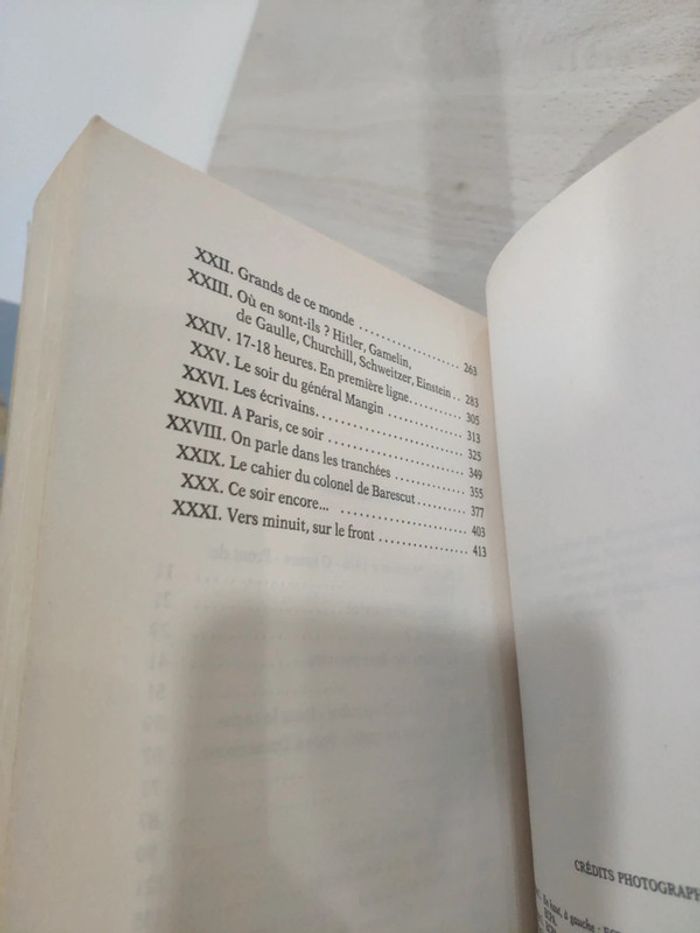 XXII. Grands de ce monde .................... 263
XXIII. Où en sont-ils ? Hitler, Gamelin,
de Gaulle, Churchill, Schweitzer, Einstein .. 283
XXIV. 17-18 heures. En première ligne........... 305
XXV. Le soir du général Mangin ................ 313
XXVI. Les écrivains.............................. 325
XXVII. A Paris, ce soir .......................... 349
XXVIII. On parle dans les tranchées ............... 355
XXIX. Le cahier du colonel de Barescut .......... 377
XXX. Ce soir encore... ........................ 403
XXXI. Vers minuit, sur le front ................. 413
CRÉDITS PHOTOGRAPH
En haut, à gauche